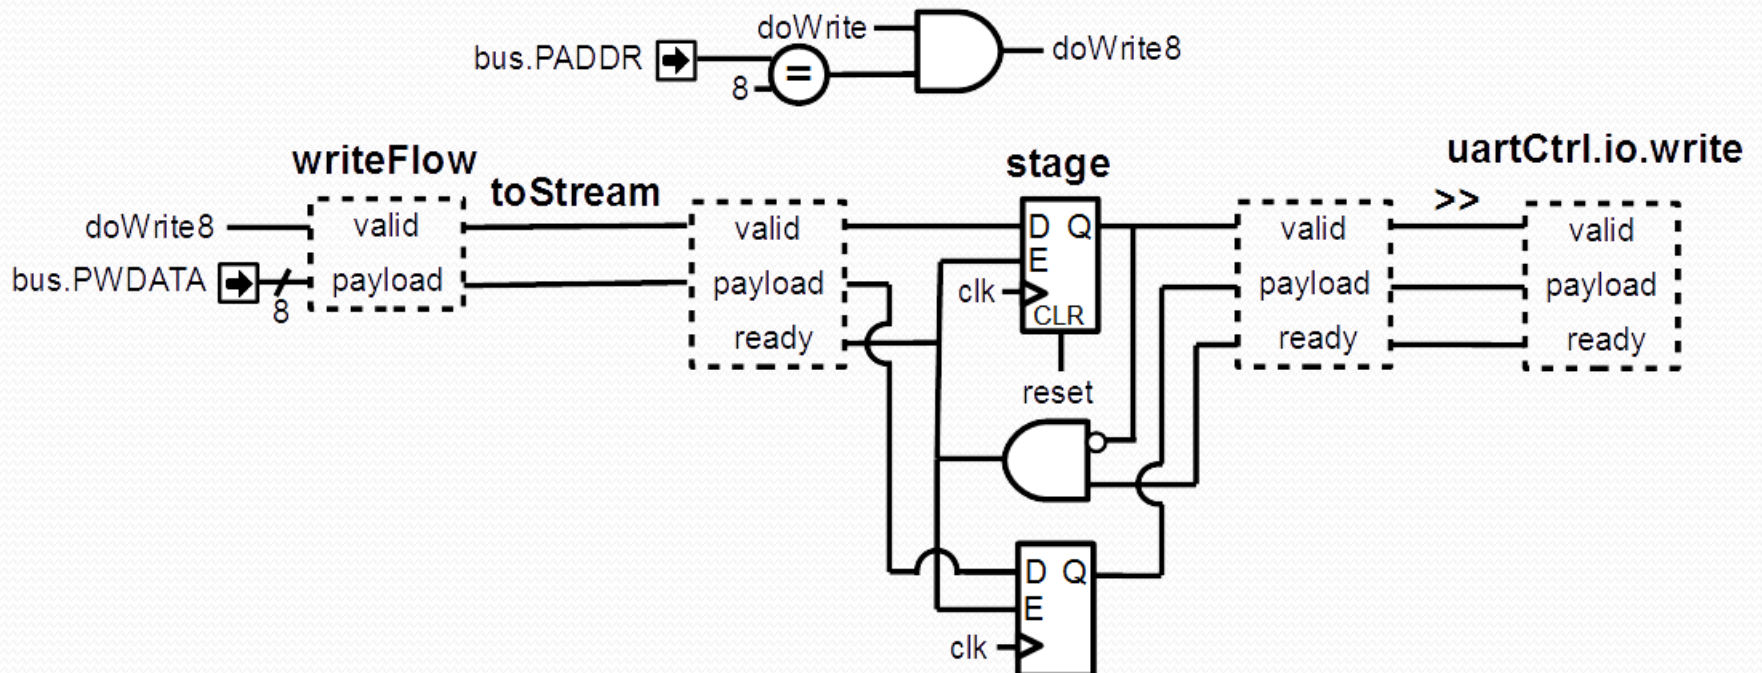 doWrite
bus.PADDR
=
doWrite8
8
writeFlow
toStream
stage
uartCtrl.io.write
>>
doWrite8
valid
valid
D Q
valid
valid
bus.PWDATA
8
payload
payload
E
payload
payload
clk
CLR
ready
ready
ready
reset
D Q
E
clk